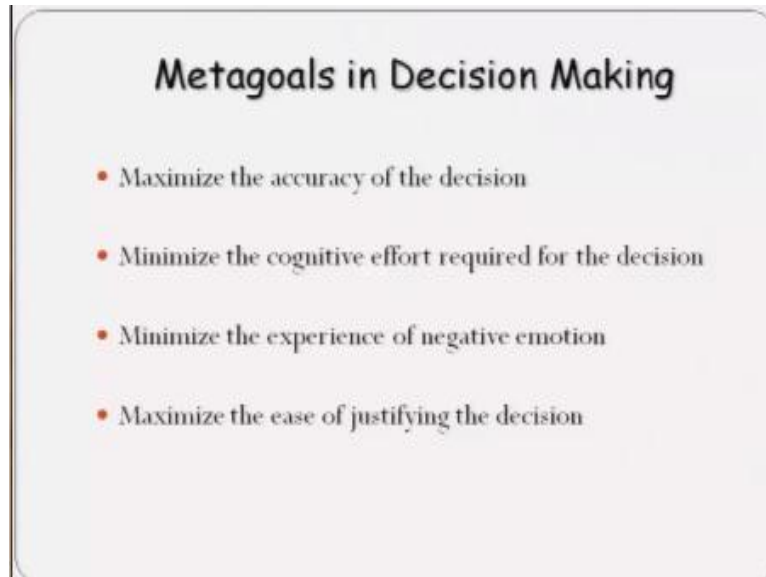 Metagoals in Decision Making
• Maximize the accuracy of the decision
• Minimize the cognitive effort required for the decision
• Minimize the experience of negative emotion
• Maximize the ease of justifying the decision